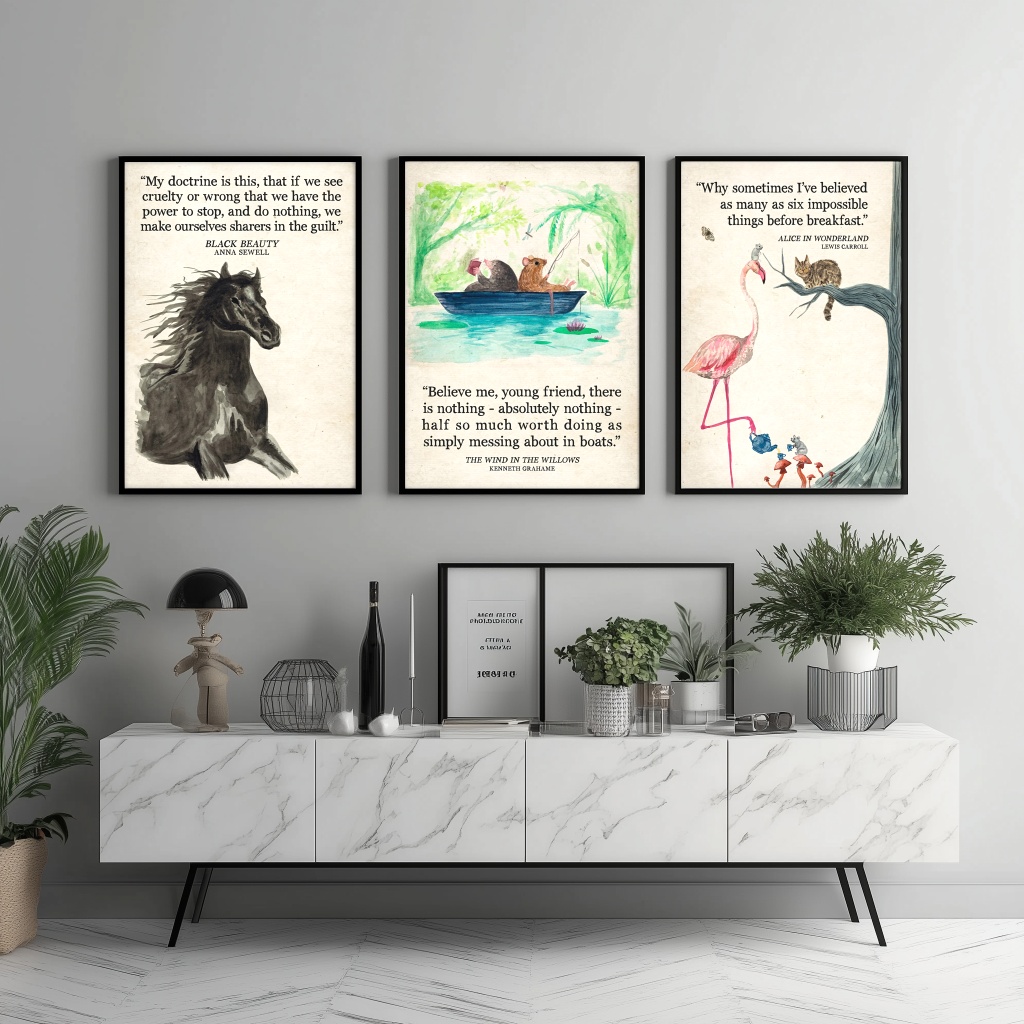 “My doctrine is this, that if we see
cruelty or wrong that we have the
power to stop, and do nothing, we
make ourselves sharers in the guilt.”
BLACK BEAUTY
ANNA SEWELL
“Believe me, young friend, there
is nothing - absolutely nothing -
half so much worth doing as
simply messing about in boats.”
THE WIND IN THE WILLOWS
KENNETH GRAHAME
“Why sometimes I’ve believed
as many as six impossible
things before breakfast.”
ALICE IN WONDERLAND
LEWIS CARROLL